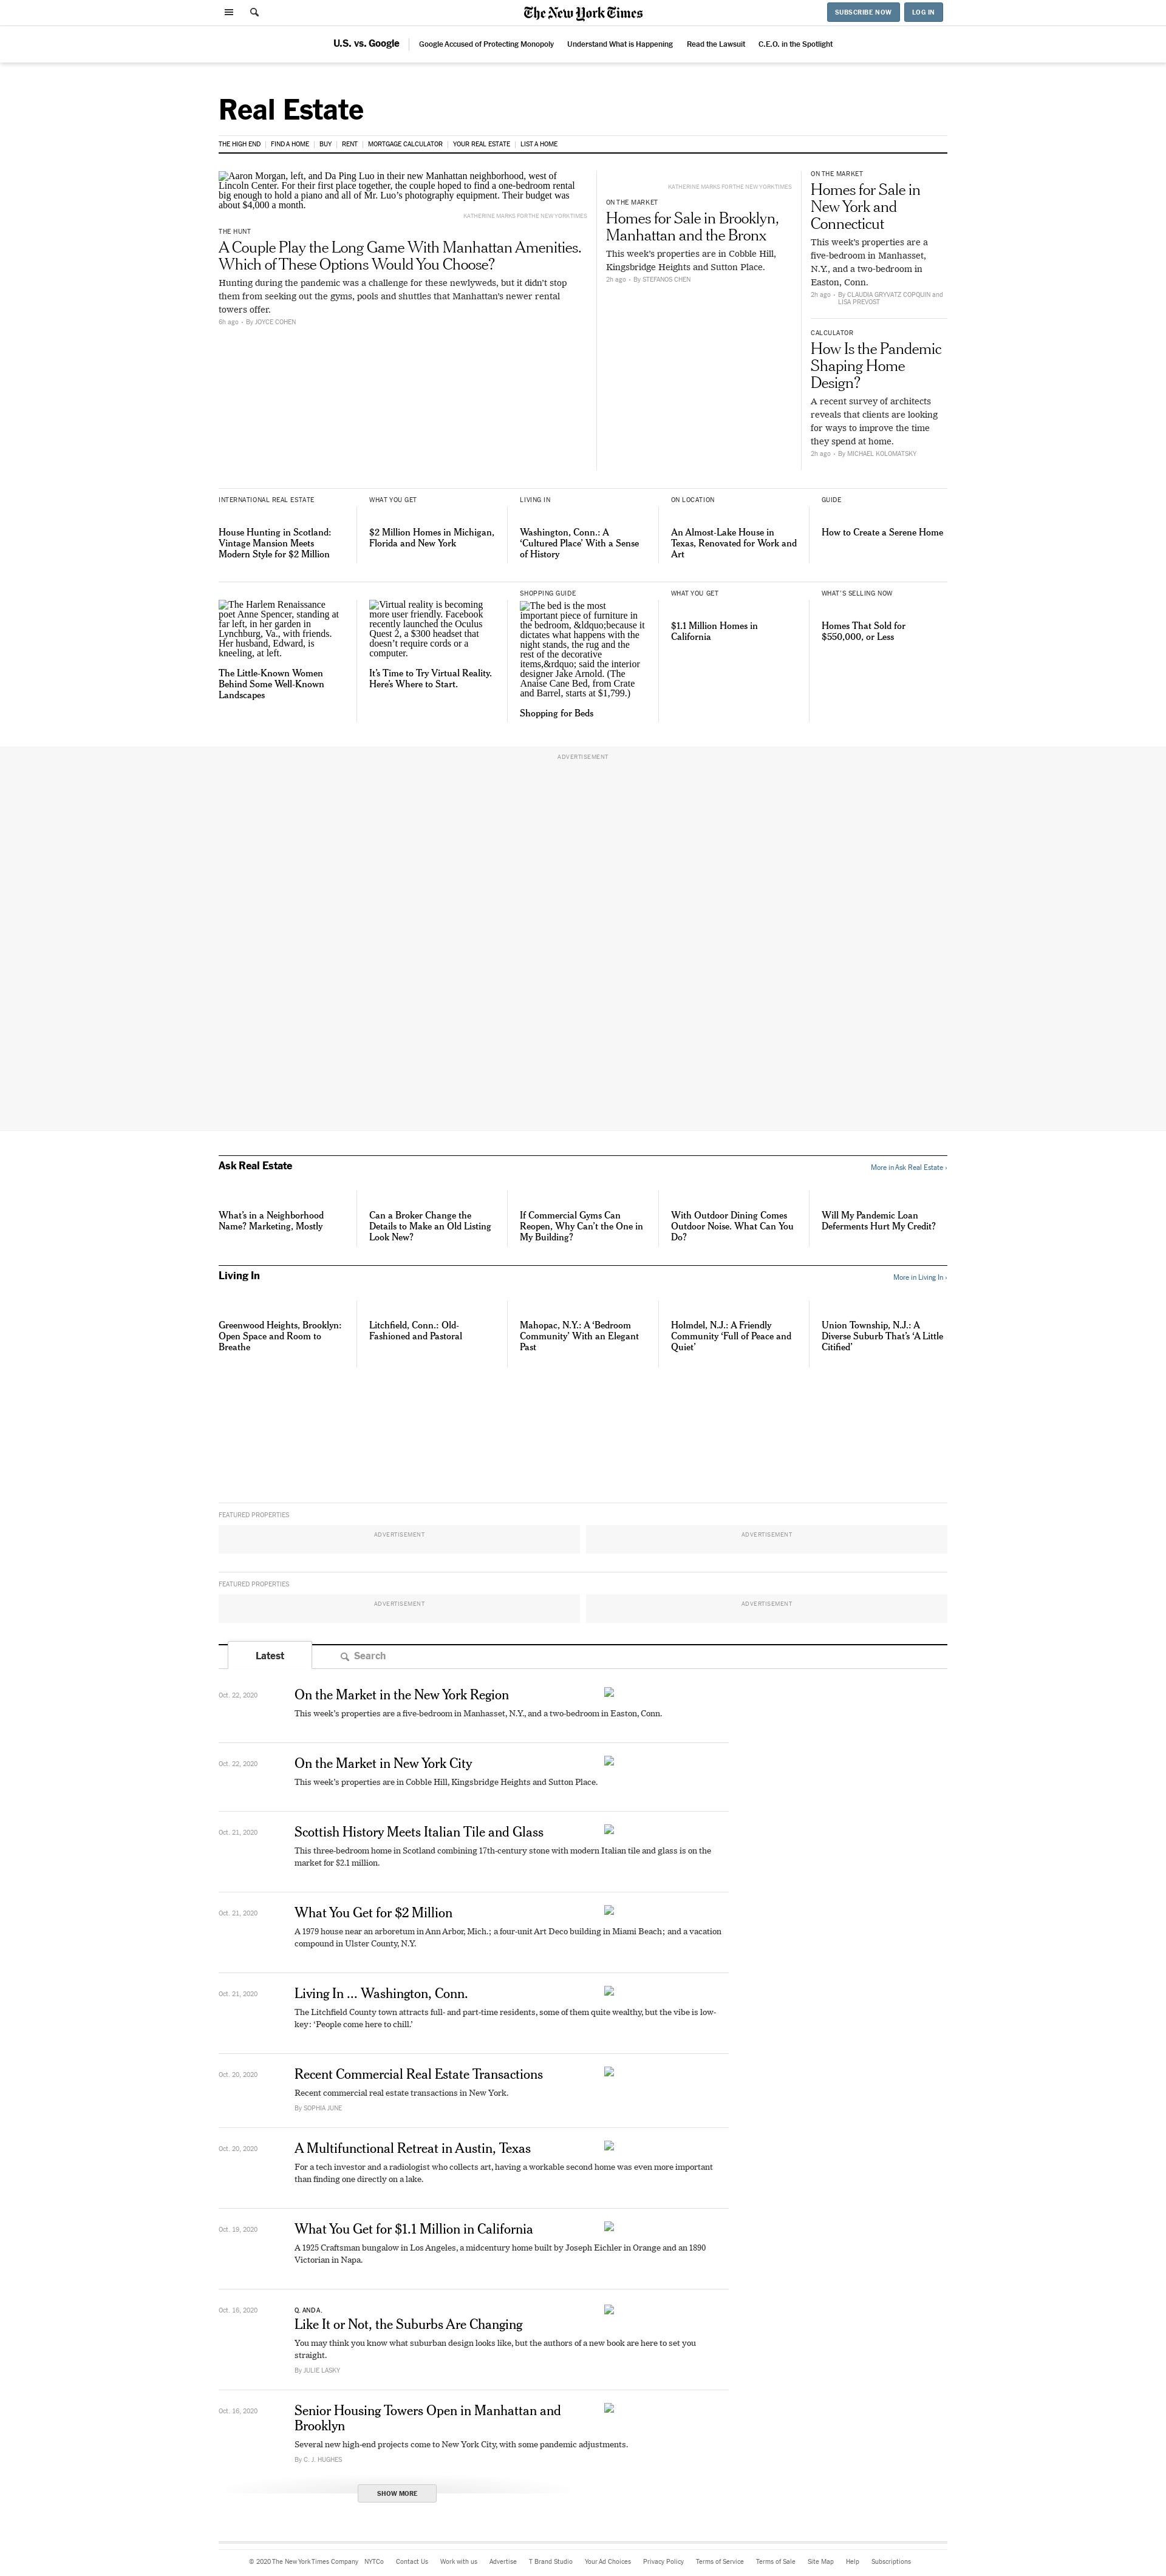 The New York Times
SUBSCRIBE NOW
LOG IN
U.S. vs. Google
Google Accused of Protecting Monopoly
Understand What is Happening
Read the Lawsuit
C.E.O. in the Spotlight
Real Estate
THE HIGH END
FIND A HOME
BUY
RENT
MORTGAGE CALCULATOR
YOUR REAL ESTATE
LIST A HOME
Aaron Morgan, left, and Da Ping Luo in their new Manhattan neighborhood, west of
Lincoln Center. For their first place together, the couple hoped to find a one-bedroom rental
big enough to hold a piano and all of Mr. Luo's photography equipment. Their budget was
about $4,000 a month.
KATHERINE MARKS FOR THE NEW YORK TIMES
THE HUNT
A Couple Play the Long Game With Manhattan Amenities.
Which of These Options Would You Choose?
Hunting during the pandemic was a challenge for these newlyweds, but it didn't stop
them from seeking out the gyms, pools and shuttles that Manhattan's newer rental
towers offer.
6h ago • By JOYCE COHEN
KATHERINE MARKS FOR THE NEW YORK TIMES
ON THE MARKET
Homes for Sale in Brooklyn,
Manhattan and the Bronx
This week's properties are in Cobble Hill,
Kingsbridge Heights and Sutton Place.
2h ago • By STEFANOS CHEN
ON THE MARKET
Homes for Sale in
New York and
Connecticut
This week's properties are a
five-bedroom in Manhasset,
N.Y., and a two-bedroom in
Easton, Conn.
2h ago • By CLAUDIA GRYVATZ COPQUIN and
LISA PREVOST
CALCULATOR
How Is the Pandemic
Shaping Home
Design?
A recent survey of architects
reveals that clients are looking
for ways to improve the time
they spend at home.
2h ago • By MICHAEL KOLOMATSKY
INTERNATIONAL REAL ESTATE
House Hunting in Scotland:
Vintage Mansion Meets
Modern Style for $2 Million
WHAT YOU GET
$2 Million Homes in Michigan,
Florida and New York
LIVING IN
Washington, Conn.: A
‘Cultured Place’ With a Sense
of History
ON LOCATION
An Almost-Lake House in
Texas, Renovated for Work and
Art
GUIDE
How to Create a Serene Home
The Harlem Renaissance
poet Anne Spencer, standing at
far left, in her garden in
Lynchburg, Va., with friends.
Her husband, Edward, is
kneeling, at left.
The Little-Known Women
Behind Some Well-Known
Landscapes
Virtual reality is becoming
more user friendly. Facebook
recently launched the Oculus
Quest 2, a $300 headset that
doesn't require cords or a
computer.
It's Time to Try Virtual Reality.
Here's Where to Start.
SHOPPING GUIDE
The bed is the most
important piece of furniture in
the bedroom, &ldquo;because it
dictates what happens with the
night stands, the rug and the
rest of the decorative
items,&rdquo; said the interior
designer Jake Arnold. (The
Anaise Cane Bed, from Crate
and Barrel, starts at $1,799.)
Shopping for Beds
WHAT YOU GET
$1.1 Million Homes in
California
WHAT'S SELLING NOW
Homes That Sold for
$550,000, or Less
ADVERTISEMENT
Ask Real Estate
More in Ask Real Estate ›
What's in a Neighborhood
Name? Marketing, Mostly
Can a Broker Change the
Details to Make an Old Listing
Look New?
If Commercial Gyms Can
Reopen, Why Can't the One in
My Building?
With Outdoor Dining Comes
Outdoor Noise. What Can You
Do?
Will My Pandemic Loan
Deferments Hurt My Credit?
Living In
More in Living In ›
Greenwood Heights, Brooklyn:
Open Space and Room to
Breathe
Litchfield, Conn.: Old-
Fashioned and Pastoral
Mahopac, N.Y.: A ‘Bedroom
Community’ With an Elegant
Past
Holmdel, N.J.: A Friendly
Community ‘Full of Peace and
Quiet’
Union Township, N.J.: A
Diverse Suburb That's ‘A Little
Citified’
FEATURED PROPERTIES
ADVERTISEMENT
ADVERTISEMENT
FEATURED PROPERTIES
ADVERTISEMENT
ADVERTISEMENT
Latest
Search
Oct. 22, 2020
On the Market in the New York Region
This week's properties are a five-bedroom in Manhasset, N.Y., and a two-bedroom in Easton, Conn.
Oct. 22, 2020
On the Market in New York City
This week's properties are in Cobble Hill, Kingsbridge Heights and Sutton Place.
Oct. 21, 2020
Scottish History Meets Italian Tile and Glass
This three-bedroom home in Scotland combining 17th-century stone with modern Italian tile and glass is on the
market for $2.1 million.
Oct. 21, 2020
What You Get for $2 Million
A 1979 house near an arboretum in Ann Arbor, Mich.; a four-unit Art Deco building in Miami Beach; and a vacation
compound in Ulster County, N.Y.
Oct. 21, 2020
Living In ... Washington, Conn.
The Litchfield County town attracts full- and part-time residents, some of them quite wealthy, but the vibe is low-
key: ‘People come here to chill.’
Oct. 20, 2020
Recent Commercial Real Estate Transactions
Recent commercial real estate transactions in New York.
By SOPHIA JUNE
Oct. 20, 2020
A Multifunctional Retreat in Austin, Texas
For a tech investor and a radiologist who collects art, having a workable second home was even more important
than finding one directly on a lake.
Oct. 19, 2020
What You Get for $1.1 Million in California
A 1925 Craftsman bungalow in Los Angeles, a midcentury home built by Joseph Eichler in Orange and an 1890
Victorian in Napa.
Oct. 16, 2020
Q. AND A.
Like It or Not, the Suburbs Are Changing
You may think you know what suburban design looks like, but the authors of a new book are here to set you
straight.
By JULIE LASKY
Oct. 16, 2020
Senior Housing Towers Open in Manhattan and
Brooklyn
Several new high-end projects come to New York City, with some pandemic adjustments.
By C. J. HUGHES
SHOW MORE
© 2020 The New York Times Company
NYTCo
Contact Us
Work with us
Advertise
T Brand Studio
Your Ad Choices
Privacy Policy
Terms of Service
Terms of Sale
Site Map
Help
Subscriptions